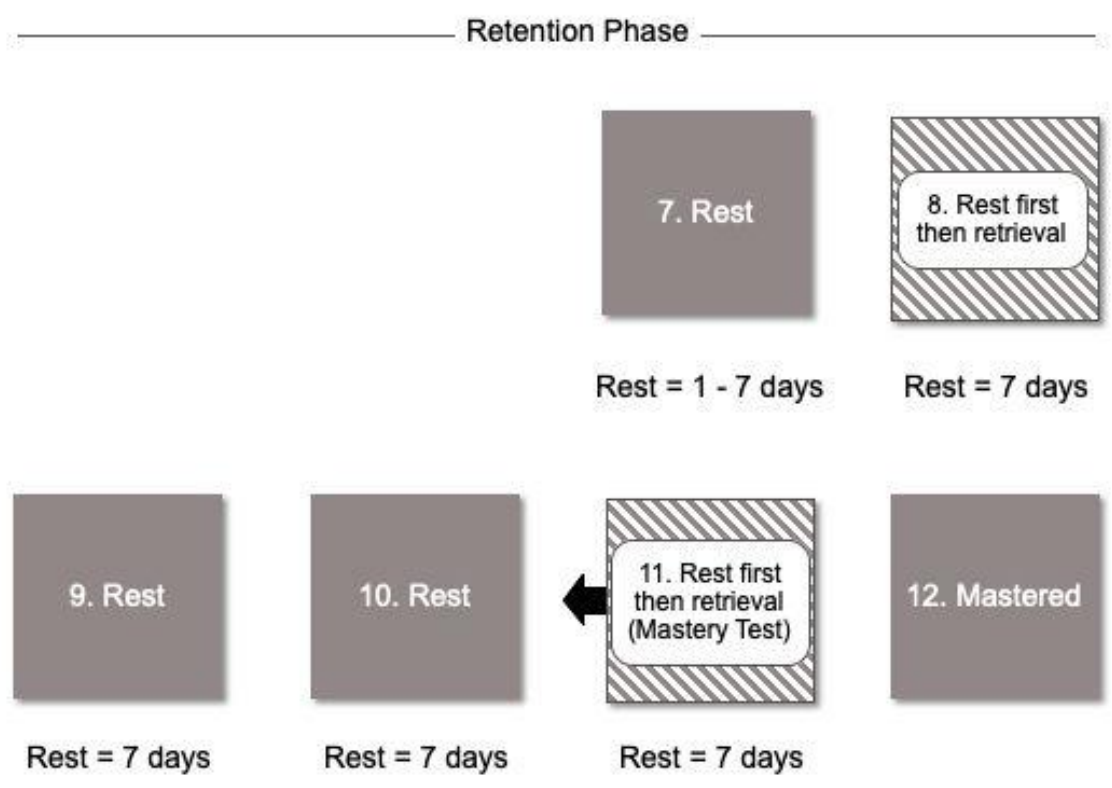 Retention Phase
7. Rest
8. Rest first
then retrieval
Rest = 1 - 7 days
Rest = 7 days
9. Rest
10. Rest
11. Rest first
then retrieval
(Mastery Test)
12. Mastered
Rest = 7 days
Rest = 7 days
Rest = 7 days